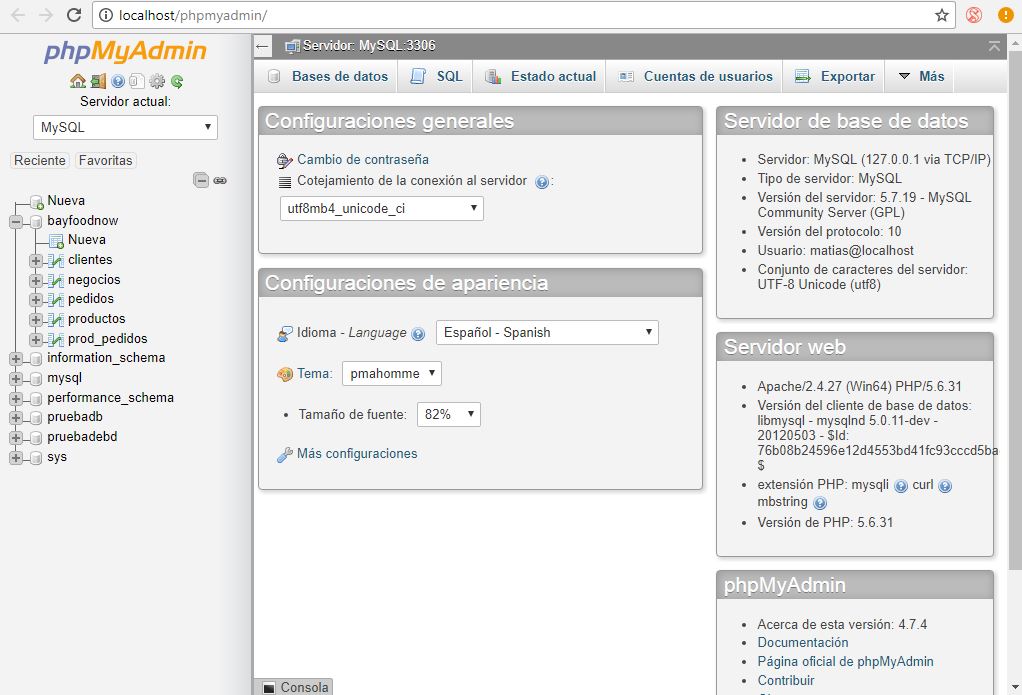 localhost/phpmyadmin/
phpMyAdmin
Servidor actual:
MySQL
Reciente
Favoritas
Nueva
bayfoodnow
Nueva
clientes
negocios
pedidos
productos
prod_pedidos
information_schema
mysql
performance_schema
pruebadb
pruebadebd
sys
Servidor: MySQL:3306
Bases de datos
SQL
Estado actual
Cuentas de usuarios
Exportar
Más
Configuraciones generales
Cambio de contraseña
Cotejamiento de la conexión al servidor :
utf8mb4_unicode_ci
Configuraciones de apariencia
Idioma - Language
Español - Spanish
Tema:
pmahomme
Tamaño de fuente:
82%
Más configuraciones
Servidor de base de datos
Servidor: MySQL (127.0.0.1 via TCP/IP)
Tipo de servidor: MySQL
Versión del servidor: 5.7.19 - MySQL
Community Server (GPL)
Versión del protocolo: 10
Usuario: matias@localhost
Conjunto de caracteres del servidor:
UTF-8 Unicode (utf8)
Servidor web
Apache/2.4.27 (Win64) PHP/5.6.31
Versión del cliente de base de datos:
libmysql - mysqlnd 5.0.11-dev -
20120503 - $Id:
76b08b24596e12d4553bd41fc93cccd5ba
$
extensión PHP: mysqli curl
mbstring
Versión de PHP: 5.6.31
phpMyAdmin
Acerca de esta versión: 4.7.4
Documentación
Página oficial de phpMyAdmin
Contribuir
Consola